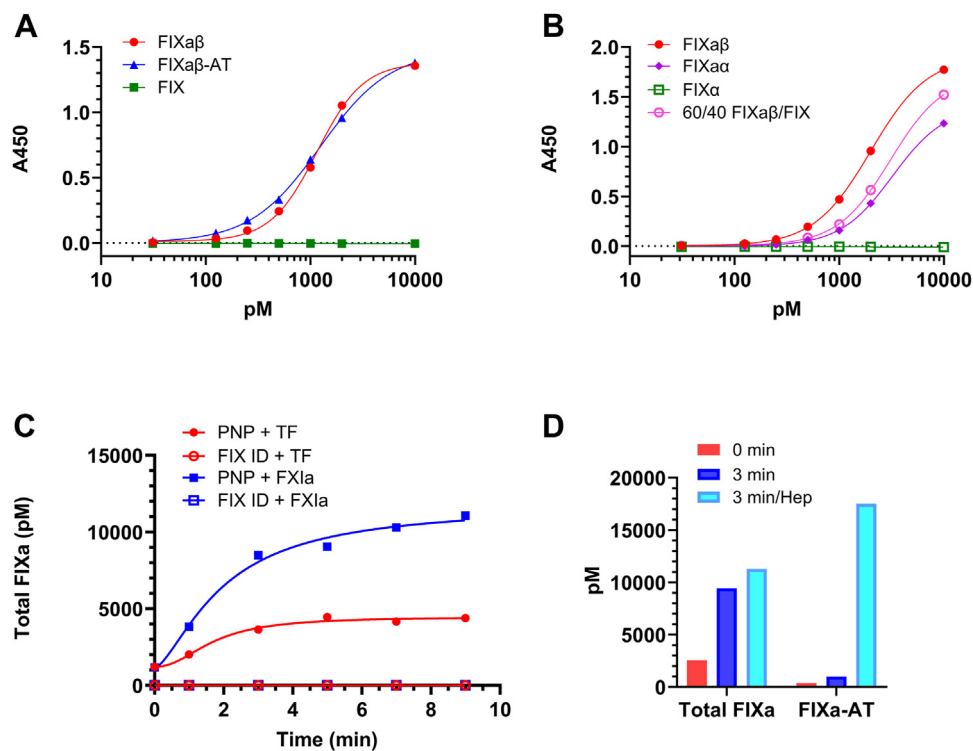 A
FIXaβ
FIXaβ-AT
FIX
1.5
1.0
0.5
0.0
A450
10
100
1000
10000
pM
B
FIXaβ
FIXaα
FIXα
60/40 FIXaβ/FIX
2.0
1.5
1.0
0.5
0.0
A450
10
100
1000
10000
pM
C
PNP + TF
FIX ID + TF
PNP + FXIa
FIX ID + FXIa
15000
10000
5000
0
Total FIXa (pM)
0
2
4
6
8
10
Time (min)
D
0 min
3 min
3 min/Hep
20000
15000
10000
5000
0
pM
Total FIXa
FIXa-AT